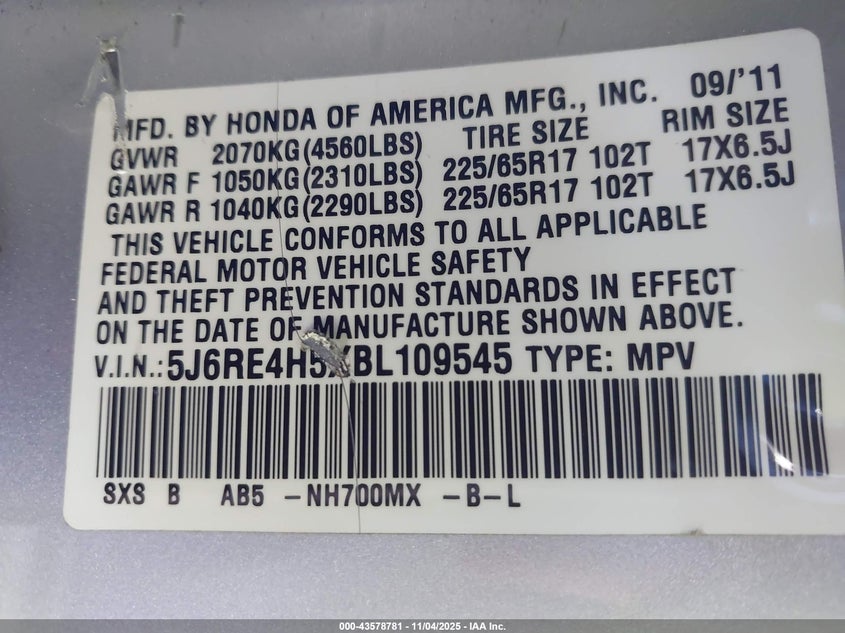 MFD. BY HONDA OF AMERICA MFG., INC. 09/'11
GVWR 2070KG(4560LBS) TIRE SIZE RIM SIZE
GAWR F 1050KG(2310LBS) 225/65R17 102T 17X6.5J
GAWR R 1040KG(2290LBS) 225/65R17 102T 17X6.5J
THIS VEHICLE CONFORMS TO ALL APPLICABLE
FEDERAL MOTOR VEHICLE SAFETY
AND THEFT PREVENTION STANDARDS IN EFFECT
ON THE DATE OF MANUFACTURE SHOWN ABOVE.
V.I.N.: 5J6RE4H5XBL109545 TYPE: MPV
SXS B AB5 -NH700MX -B-L
000-43578781 - 11/04/2025 - IAA Inc.